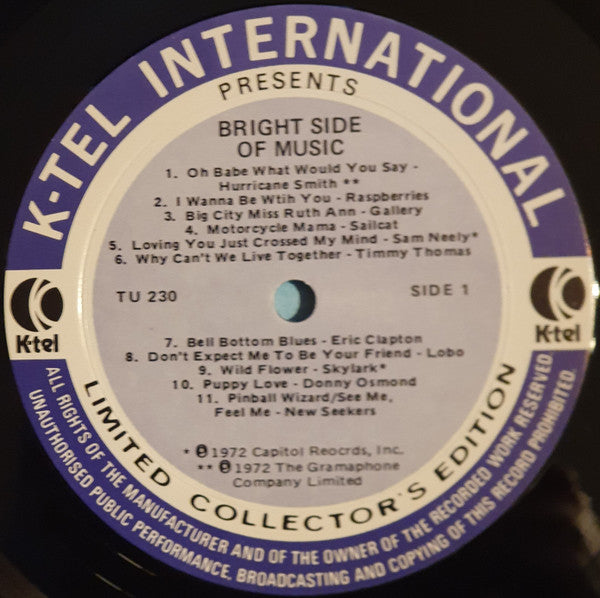 K-TEL INTERNATIONAL
PRESENTS
BRIGHT SIDE
OF MUSIC
1. Oh Babe What Would You Say -
Hurricane Smith **
2. I Wanna Be Wtih You - Raspberries
3. Big City Miss Ruth Ann - Gallery
4. Motorcycle Mama - Sailcat
5. Loving You Just Crossed My Mind - Sam Neely*
6. Why Can't We Live Together - Timmy Thomas
TU 230
SIDE 1
K-tel
K-tel
7. Bell Bottom Blues - Eric Clapton
8. Don't Expect Me To Be Your Friend - Lobo
9. Wild Flower - Skylark*
10. Puppy Love - Donny Osmond
11. Pinball Wizard/See Me,
Feel Me - New Seekers
* ℗ 1972 Capitol Reocrds, Inc.
** ℗ 1972 The Gramaphone
Company Limited
LIMITED COLLECTOR'S EDITION
ALL RIGHTS OF THE MANUFACTURER AND OF THE OWNER OF THE RECORDED WORK RESERVED
UNAUTHORISED PUBLIC PERFORMANCE, BROADCASTING AND COPYING OF THIS RECORD PROHIBITED.